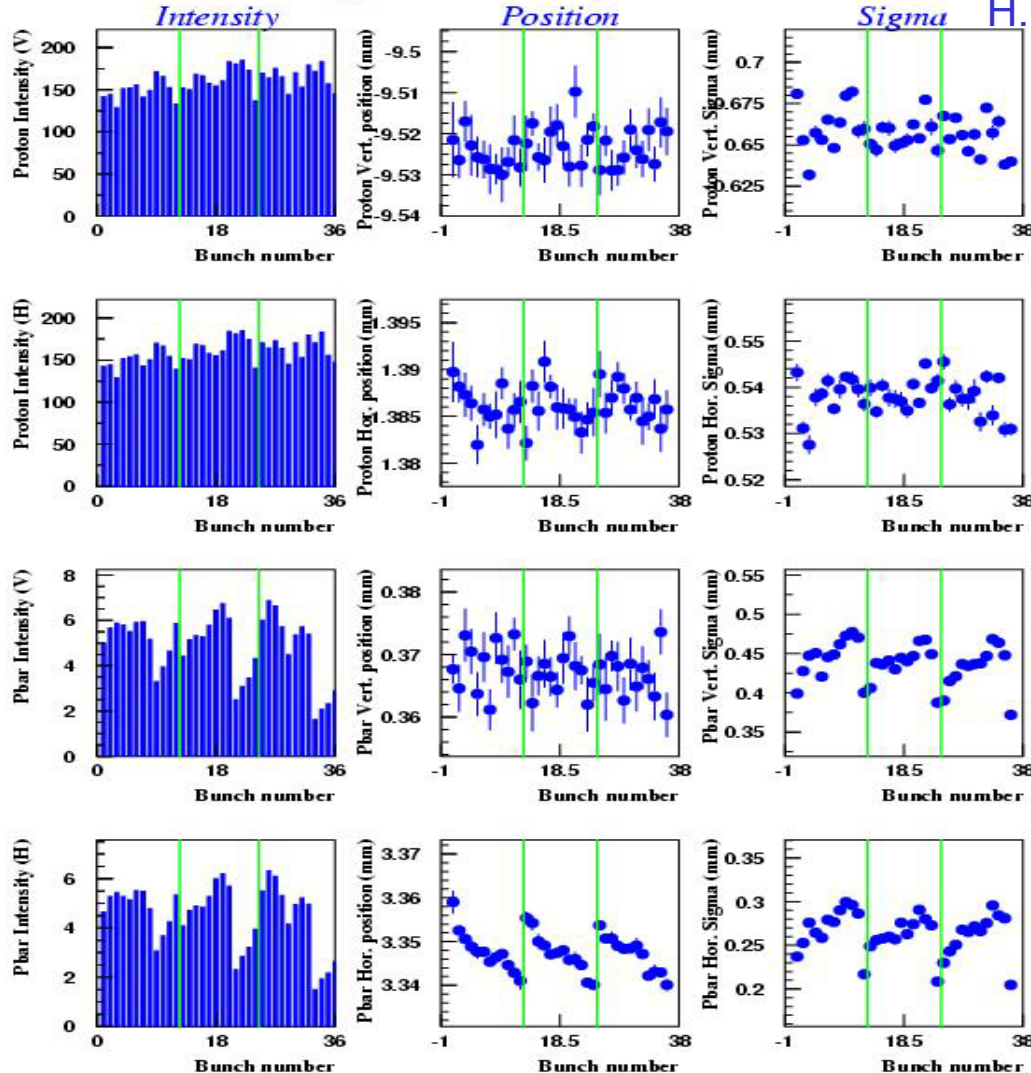 Intensity Position Sigma H.
Proton Intensity (V)
200
150
100
50
0
0 18 36
Bunch number
Proton Vert. position (mm)
-9.5
-9.51
-9.52
-9.53
-9.54
-1 18.5 38
Bunch number
Proton Vert. Sigma (mm)
0.7
0.675
0.65
0.625
-1 18.5 38
Bunch number
Proton Intensity (H)
200
150
100
50
0
0 18 36
Bunch number
Proton Hor. position (mm)
1.395
1.39
1.385
1.38
-1 18.5 38
Bunch number
Proton Hor. Sigma (mm)
0.55
0.54
0.53
0.52
-1 18.5 38
Bunch number
Pbar Intensity (V)
8
6
4
2
0
0 18 36
Bunch number
Pbar Vert. position (mm)
0.38
0.37
0.36
-1 18.5 38
Bunch number
Pbar Vert. Sigma (mm)
0.55
0.5
0.45
0.4
0.35
-1 18.5 38
Bunch number
Pbar Intensity (H)
6
4
2
0
0 18 36
Bunch number
Pbar Hor. position (mm)
3.37
3.36
3.35
3.34
-1 18.5 38
Bunch number
Pbar Hor. Sigma (mm)
0.35
0.3
0.25
0.2
-1 18.5 38
Bunch number